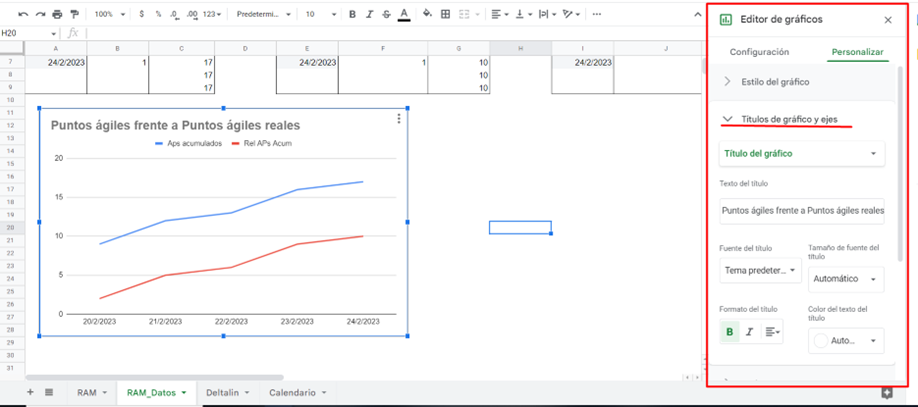 100% $ % .0 .00 123 Predetermi... 10 B I S A
Editor de gráficos
H20 fx
Configuración Personalizar
A B C D E F G H I J
7 24/2/2023 1 17 24/2/2023 1 10 24/2/2023
8 17 10
9 17 10
Estilo del gráfico
10
11
12
13
14
15
16
17
18
19
20
21
22
23
24
25
26
27
28
29
30
31
Puntos ágiles frente a Puntos ágiles reales
Aps acumulados Rel APs Acum
20
15
10
5
0
20/2/2023 21/2/2023 22/2/2023 23/2/2023 24/2/2023
Títulos de gráfico y ejes
Título del gráfico
Texto del título
Puntos ágiles frente a Puntos ágiles reales
Fuente del título
Tema predeter...
Tamaño de fuente del
título
Automático
Formato del título
B I
Color del texto del
título
Auto...
RAM RAM_Datos Deltalin Calendario